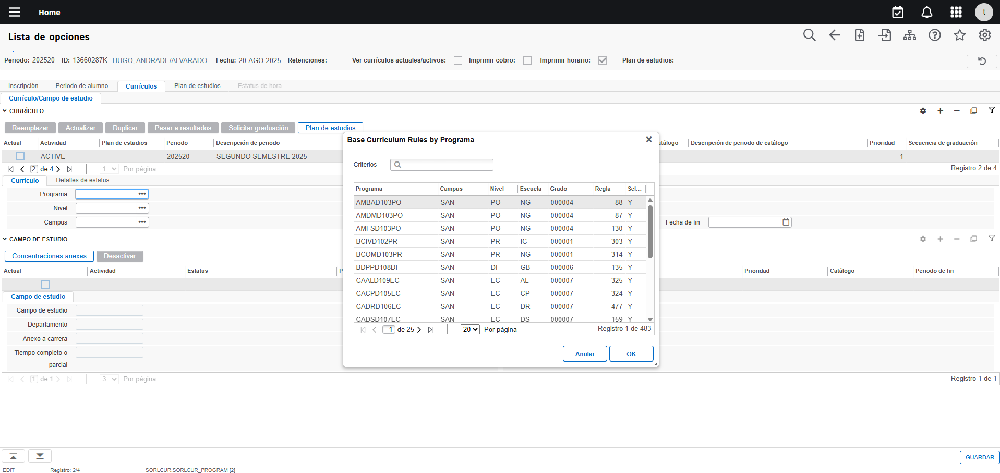 Home
t
Lista de opciones
Periodo: 202520 ID: 13660287K HUGO, ANDRADE/ALVARADO Fecha: 20-AGO-2025 Retenciones: Ver currículos actuales/activos: Imprimir cobro: Imprimir horario: Plan de estudios:
Inscripción Periodo de alumno Currículos Plan de estudios Estatus de hora
Currículo/Campo de estudio
CURRÍCULO
Reemplazar Actualizar Duplicar Pasar a resultados Solicitar graduación Plan de estudios
Actual Actividad Plan de estudios Periodo Descripción de periodo atálogo Descripción de periodo de catálogo Prioridad Secuencia de graduación
ACTIVE 202520 SEGUNDO SEMESTRE 2025 1
2 de 4 1 Por página Registro 2 de 4
Currículo Detalles de estatus
Programa
Nivel
Campus Fecha de fin
CAMPO DE ESTUDIO
Concentraciones anexas Desactivar
Actual Actividad Estatus P Prioridad Catálogo Periodo de fin
Campo de estudio
Campo de estudio
Departamento
Anexo a carrera
Tiempo completo o
parcial
1 de 1 3 Por página Registro 1 de 1
Base Curriculum Rules by Programa
Criterios
Programa Campus Nivel Escuela Grado Regla Sel...
AMBAD103PO SAN PO NG 000004 88 Y
AMDMD103PO SAN PO NG 000004 87 Y
AMFSD103PO SAN PO NG 000004 130 Y
BCIVD102PR SAN PR IC 000001 303 Y
BCOMD103PR SAN PR NG 000001 314 Y
BDPPD108DI SAN DI GB 000006 135 Y
CAALD109EC SAN EC AL 000007 325 Y
CACPD105EC SAN EC CP 000007 324 Y
CADRD106EC SAN EC DR 000007 477 Y
CADSD107EC SAN EC DS 000007 159 Y
1 de 25 20 Por página Registro 1 de 483
Anular OK
GUARDAR
EDIT Registro: 2/4 SORLCUR.SORLCUR_PROGRAM [2]